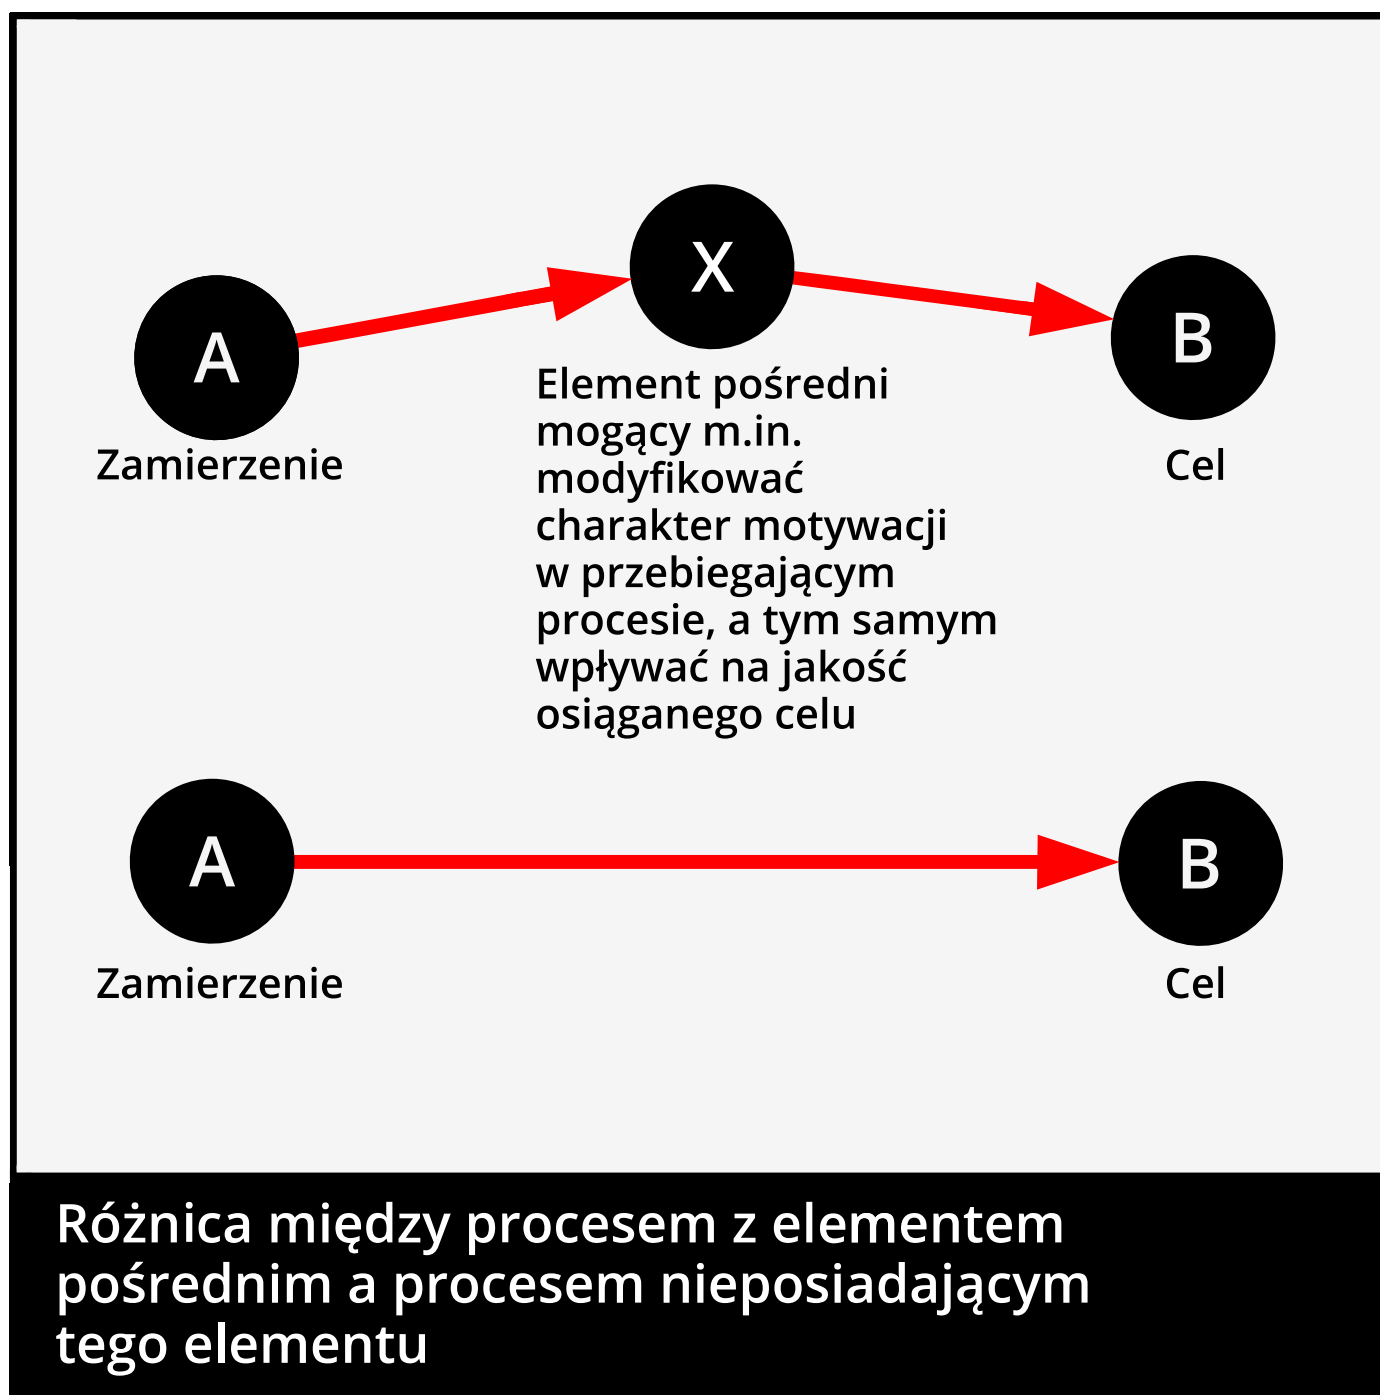 X
A
B
Element pośredni
mogący m.in.
modyfikować
charakter motywacji
w przebiegającym
procesie, a tym samym
wpływać na jakość
osiąganego celu
Zamierzenie
Cel
A
B
Zamierzenie
Cel
Różnica między procesem z elementem
pośrednim a procesem nieposiadającym
tego elementu